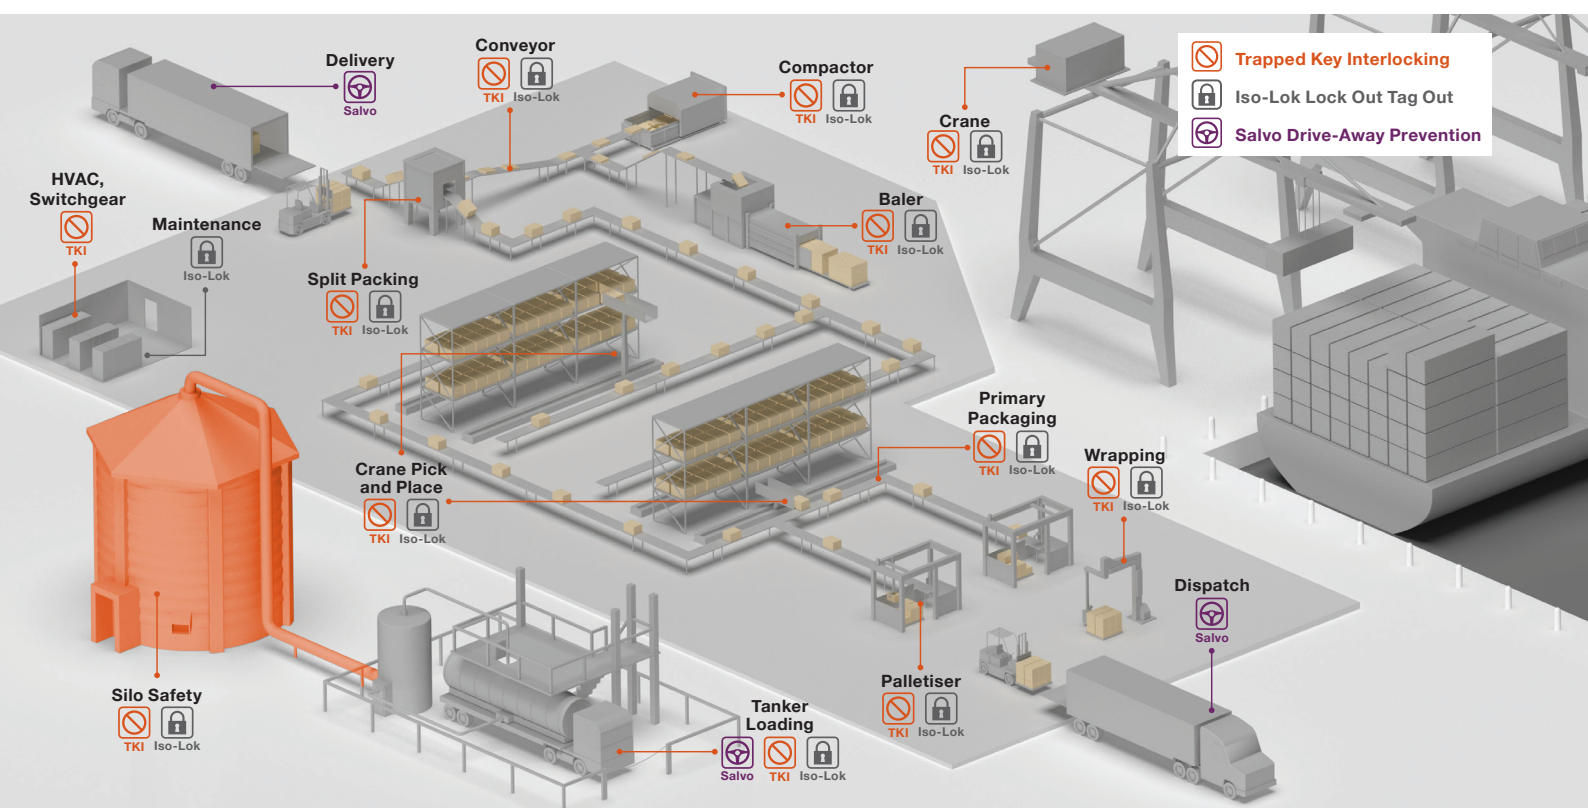 Delivery
Salvo
Conveyor
TKI Iso-Lok
Compactor
TKI Iso-Lok
Crane
TKI Iso-Lok
Trapped Key Interlocking
Iso-Lok Lock Out Tag Out
Salvo Drive-Away Prevention
HVAC,
Switchgear
TKI
Maintenance
Iso-Lok
Split Packing
TKI Iso-Lok
Baler
TKI Iso-Lok
Crane Pick
and Place
TKI Iso-Lok
Primary
Packaging
TKI Iso-Lok
Wrapping
TKI Iso-Lok
Dispatch
Salvo
Silo Safety
TKI Iso-Lok
Tanker
Loading
Salvo TKI Iso-Lok
Palletiser
TKI Iso-Lok